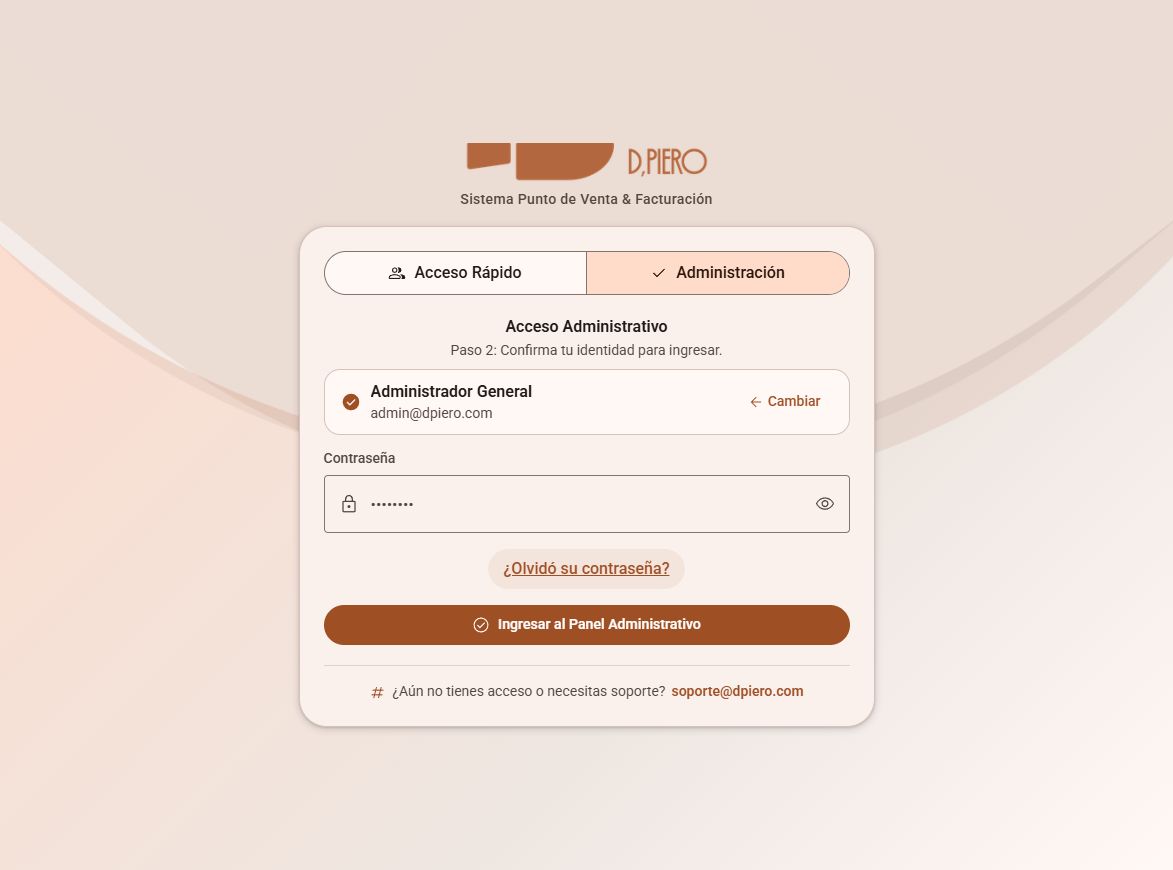 D,PIERO
Sistema Punto de Venta & Facturación
Acceso Rápido
Administración
Acceso Administrativo
Paso 2: Confirma tu identidad para ingresar.
Administrador General
admin@dpiero.com
Cambiar
Contraseña
••••••••
¿Olvidó su contraseña?
Ingresar al Panel Administrativo
# ¿Aún no tienes acceso o necesitas soporte? soporte@dpiero.com